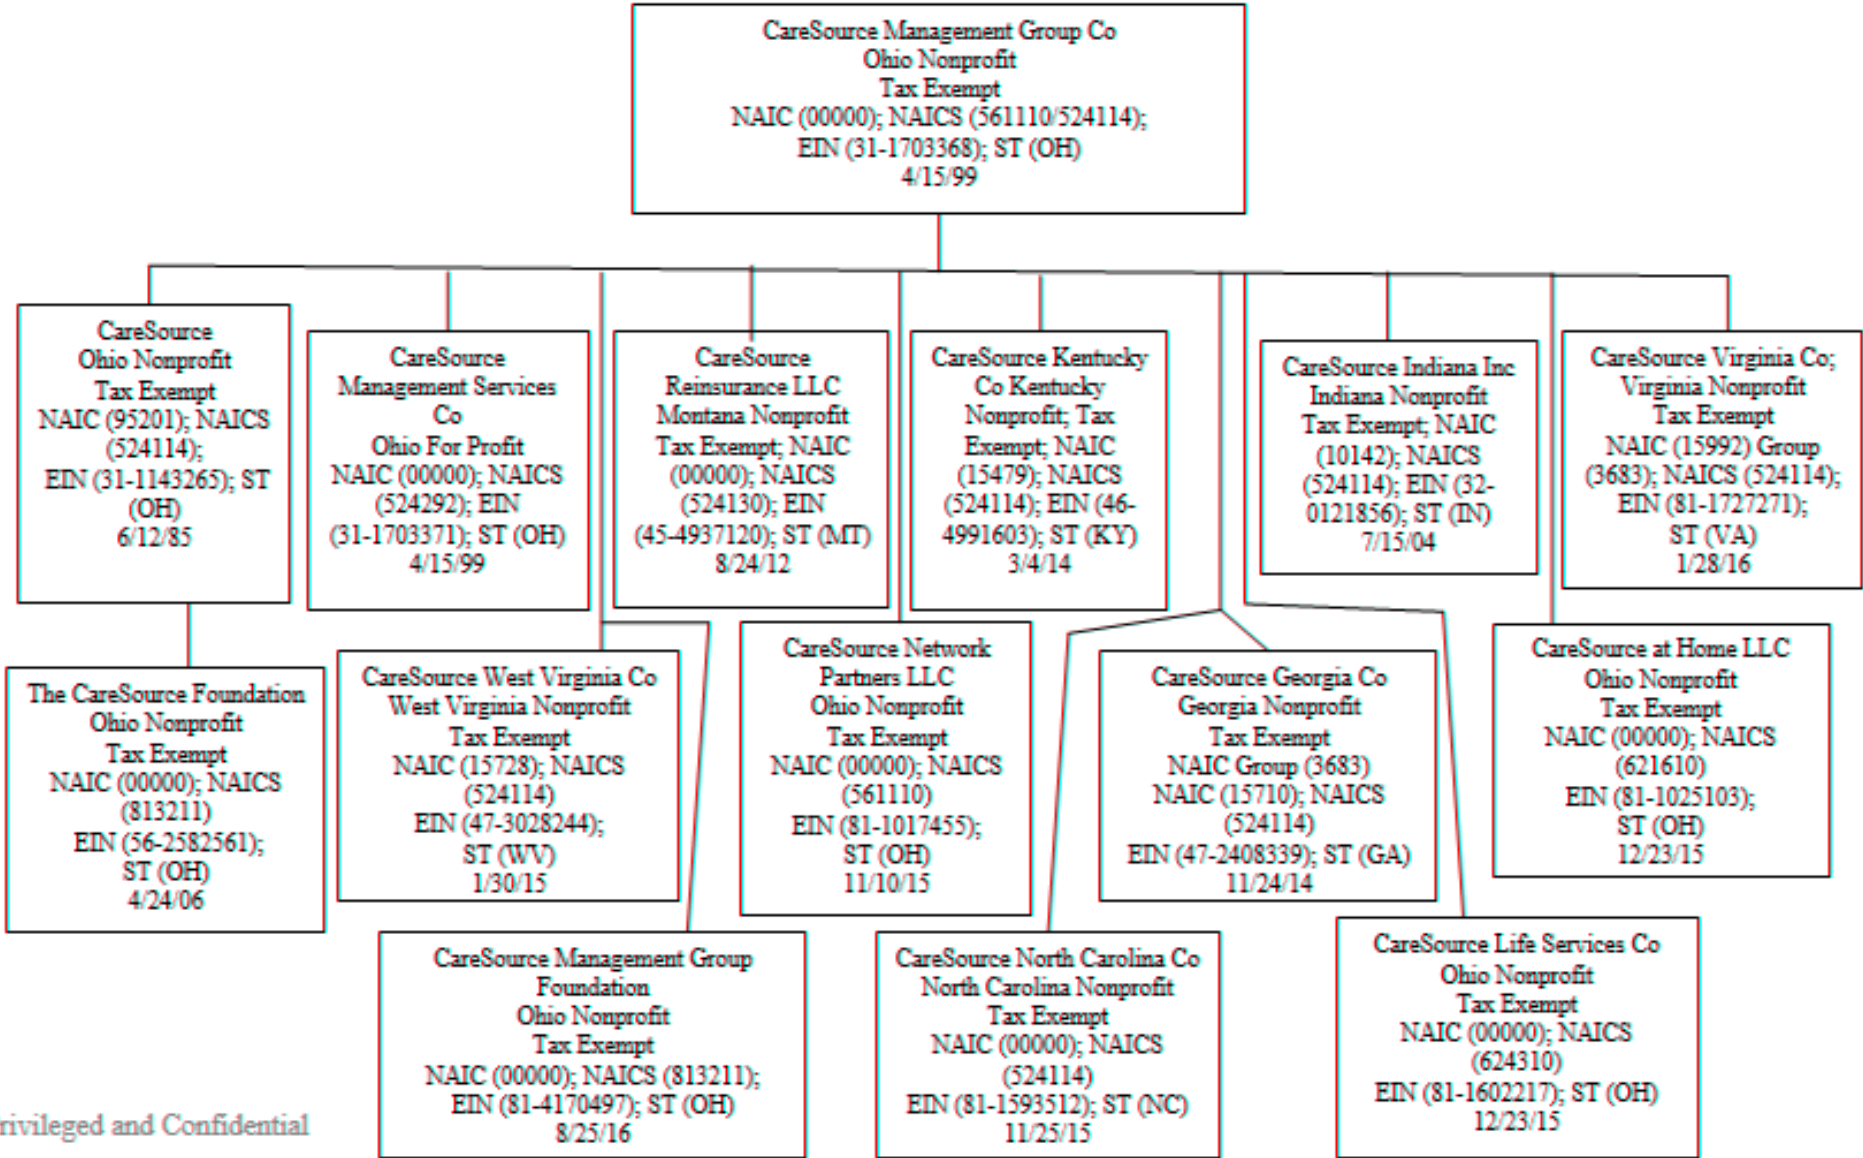 CareSource Management Group Co
Ohio Nonprofit
Tax Exempt
NAIC (00000); NAICS (561110/524114);
EIN (31-1703368); ST (OH)
4/15/99
CareSource
Ohio Nonprofit
Tax Exempt
NAIC (95201); NAICS
(524114);
EIN (31-1143265); ST
(OH)
6/12/85
CareSource
Management Services
Co
Ohio For Profit
NAIC (00000); NAICS
(524292); EIN
(31-1703371); ST (OH)
4/15/99
CareSource
Reinsurance LLC
Montana Nonprofit
Tax Exempt; NAIC
(00000); NAICS
(524130); EIN
(45-4937120); ST (MT)
8/24/12
CareSource Kentucky
Co Kentucky
Nonprofit; Tax
Exempt; NAIC
(15479); NAICS
(524114); EIN (46-
4991603); ST (KY)
3/4/14
CareSource Indiana Inc
Indiana Nonprofit
Tax Exempt; NAIC
(10142); NAICS
(524114); EIN (32-
0121856); ST (IN)
7/15/04
CareSource Virginia Co;
Virginia Nonprofit
Tax Exempt
NAIC (15992) Group
(3683); NAICS (524114);
EIN (81-1727271);
ST (VA)
1/28/16
The CareSource Foundation
Ohio Nonprofit
Tax Exempt
NAIC (00000); NAICS
(813211)
EIN (56-2582561);
ST (OH)
4/24/06
CareSource West Virginia Co
West Virginia Nonprofit
Tax Exempt
NAIC (15728); NAICS
(524114)
EIN (47-3028244);
ST (WV)
1/30/15
CareSource Network
Partners LLC
Ohio Nonprofit
Tax Exempt
NAIC (00000); NAICS
(561110)
EIN (81-1017455);
ST (OH)
11/10/15
CareSource Georgia Co
Georgia Nonprofit
Tax Exempt
NAIC Group (3683)
NAIC (15710); NAICS
(524114)
EIN (47-2408339); ST (GA)
11/24/14
CareSource at Home LLC
Ohio Nonprofit
Tax Exempt
NAIC (00000); NAICS
(621610)
EIN (81-1025103);
ST (OH)
12/23/15
CareSource Management Group
Foundation
Ohio Nonprofit
Tax Exempt
NAIC (00000); NAICS (813211);
EIN (81-4170497); ST (OH)
8/25/16
CareSource North Carolina Co
North Carolina Nonprofit
Tax Exempt
NAIC (00000); NAICS
(524114)
EIN (81-1593512); ST (NC)
11/25/15
CareSource Life Services Co
Ohio Nonprofit
Tax Exempt
NAIC (00000); NAICS
(624310)
EIN (81-1602217); ST (OH)
12/23/15
rivileged and Confidential